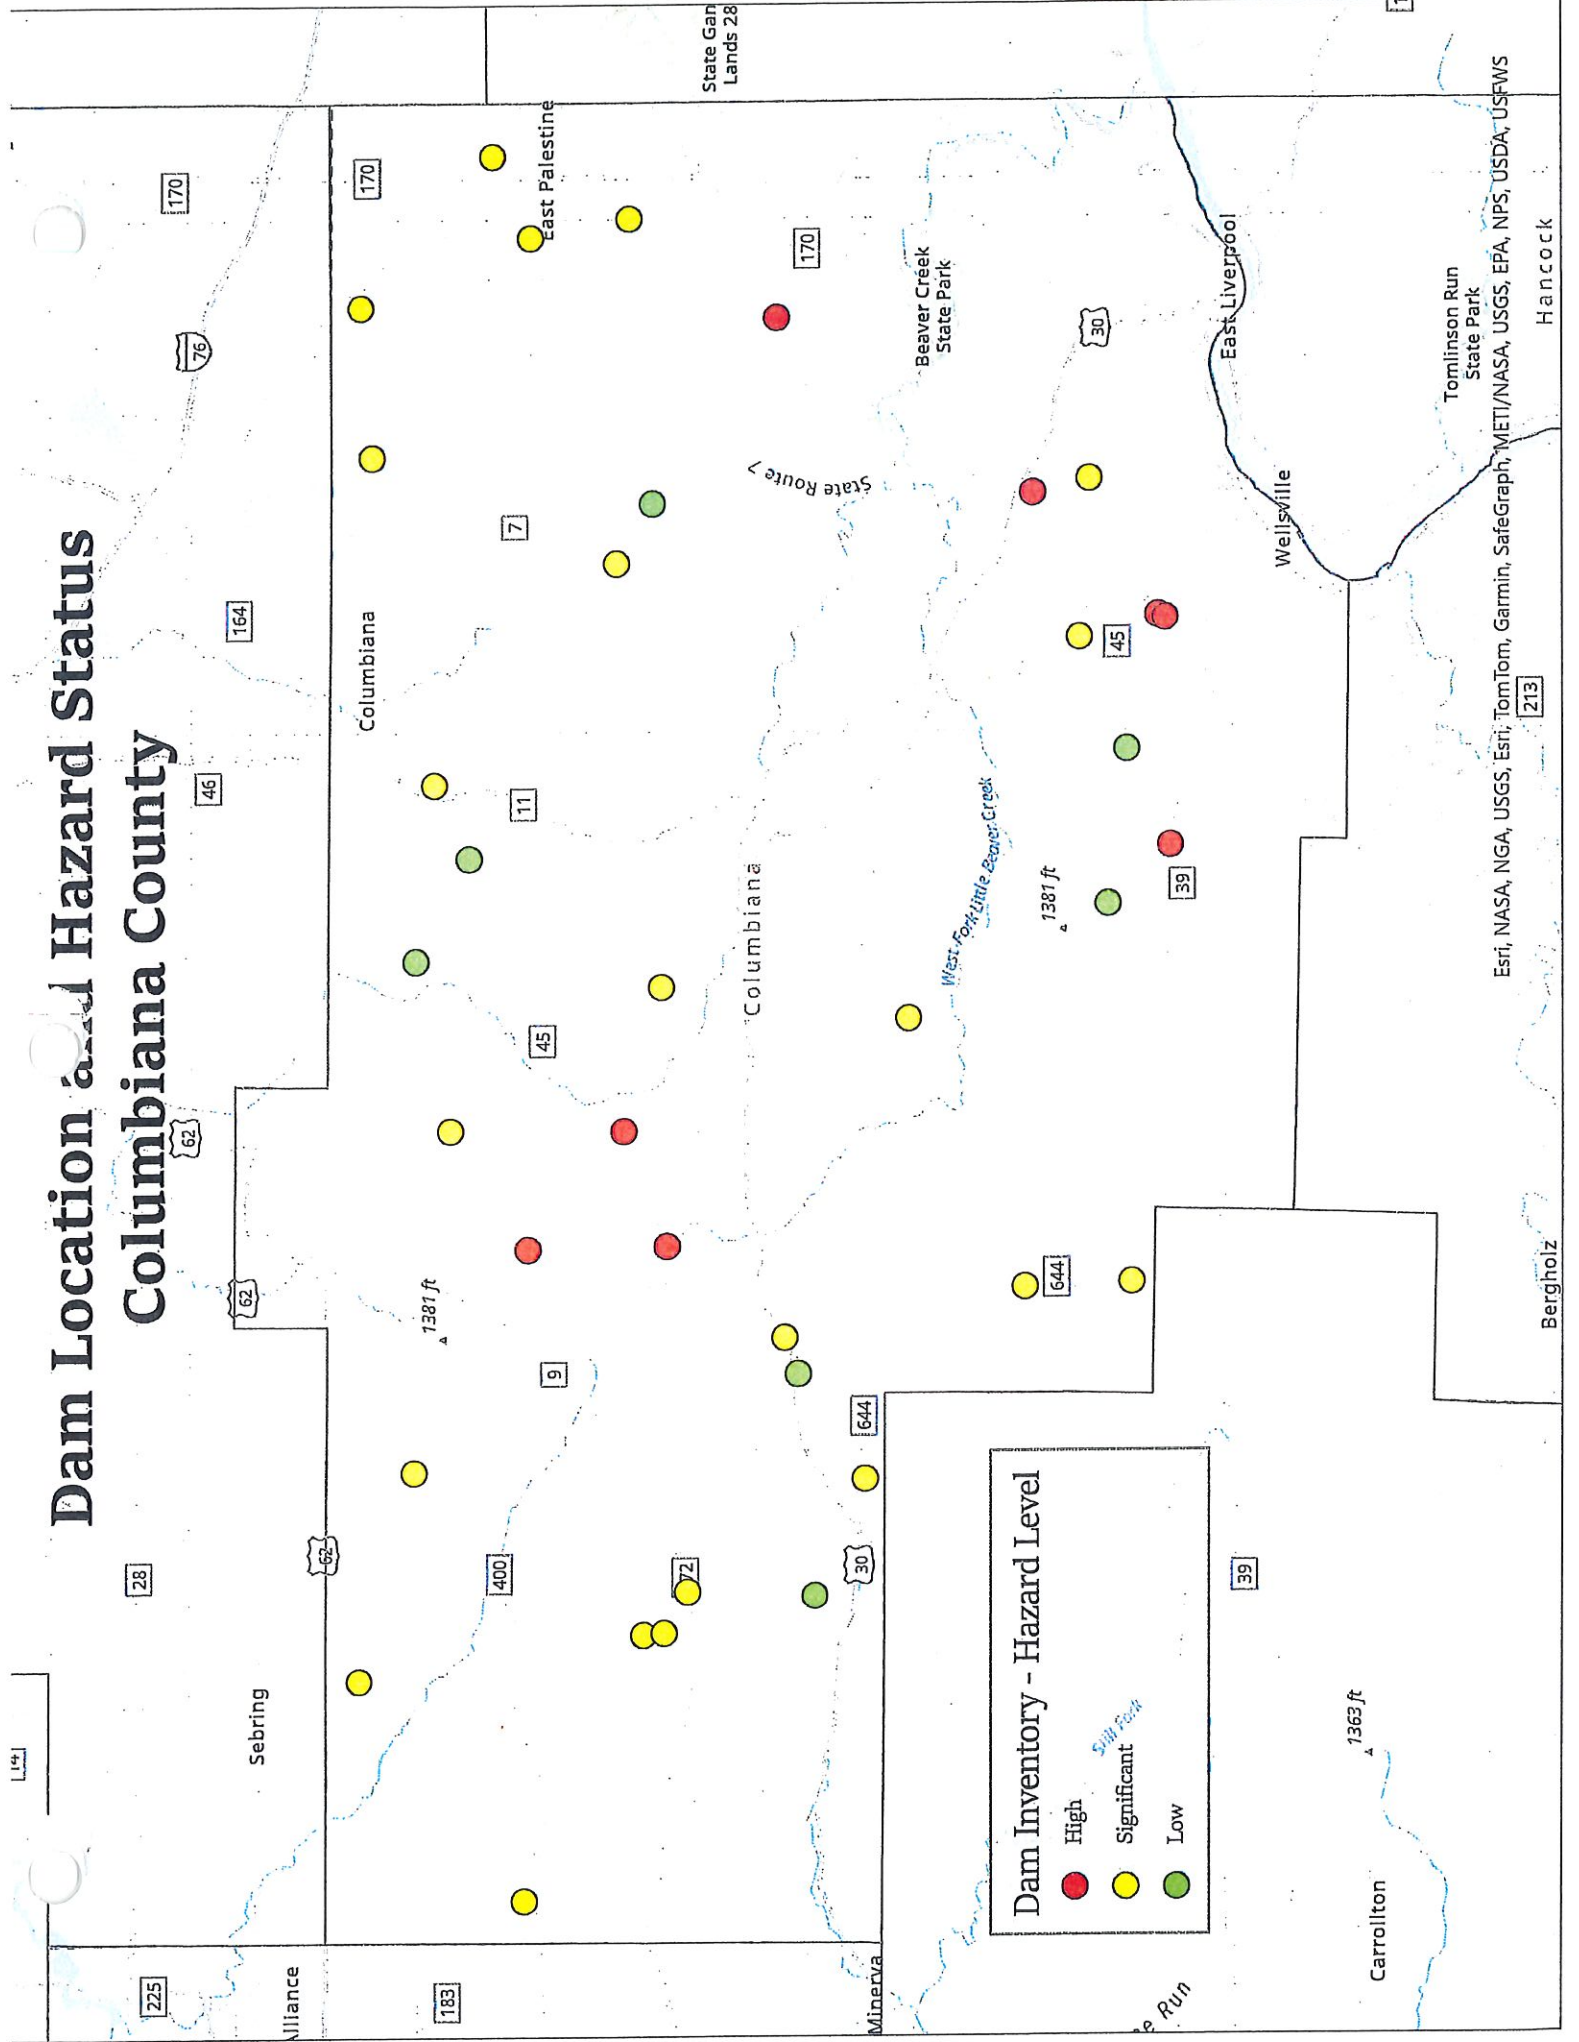 Dam Location and Hazard Status
Columbiana County
225
Alliance
183
Minerva
Sebring
28
62
62
62
46
164
76
170
170
Columbiana
East Palestine
State Gan
Lands 28
1381 ft
9
400
72
45
11
7
Columbiana
State Route 7
170
Beaver Creek
State Park
30
644
West Fork Little Beaver Creek
30
644
1381 ft
39
45
East Liverpool
Wellsville
Dam Inventory - Hazard Level
High
Significant
Low
Still Fork
39
1363 ft
Carrollton
e Run
Bergholz
213
Tomlinson Run
State Park
Hancock
Esri, NASA, NGA, USGS, Esri, TomTom, Garmin, SafeGraph, METI/NASA, USGS, EPA, NPS, USDA, USFWS